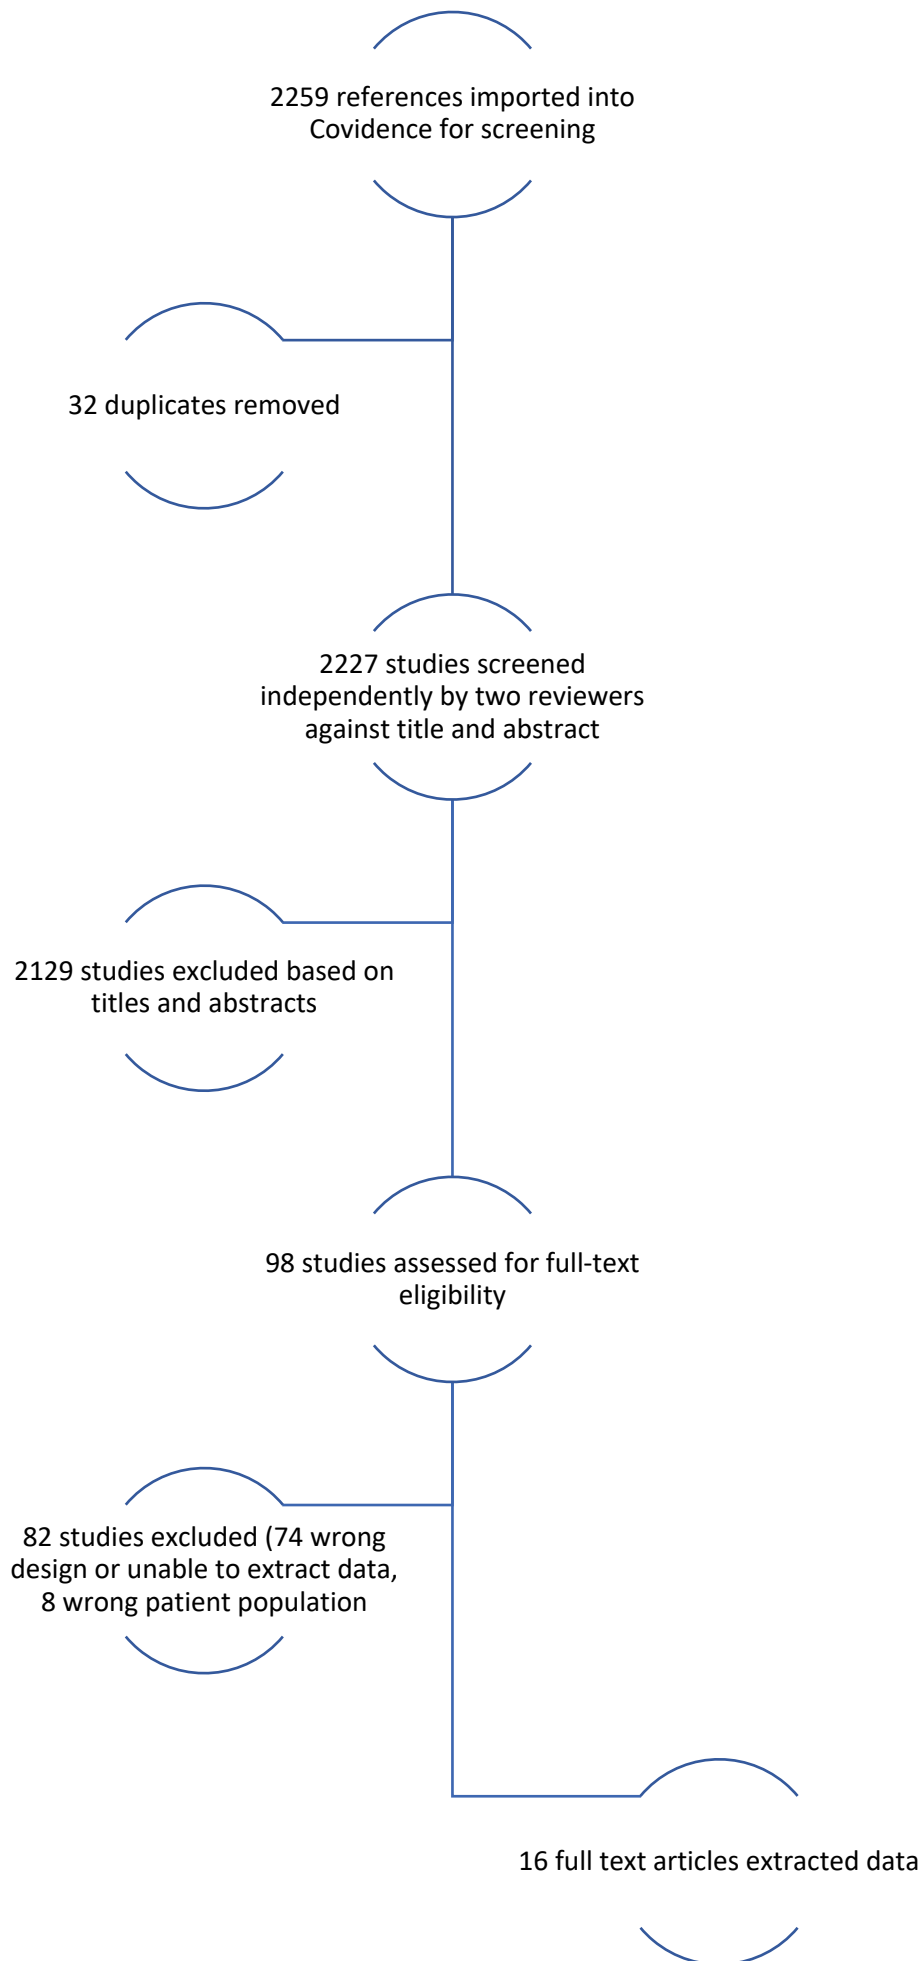 2259 references imported into
Covidence for screening
32 duplicates removed
2227 studies screened
independently by two reviewers
against title and abstract
2129 studies excluded based on
titles and abstracts
98 studies assessed for full-text
eligibility
82 studies excluded (74 wrong
design or unable to extract data,
8 wrong patient population
16 full text articles extracted data